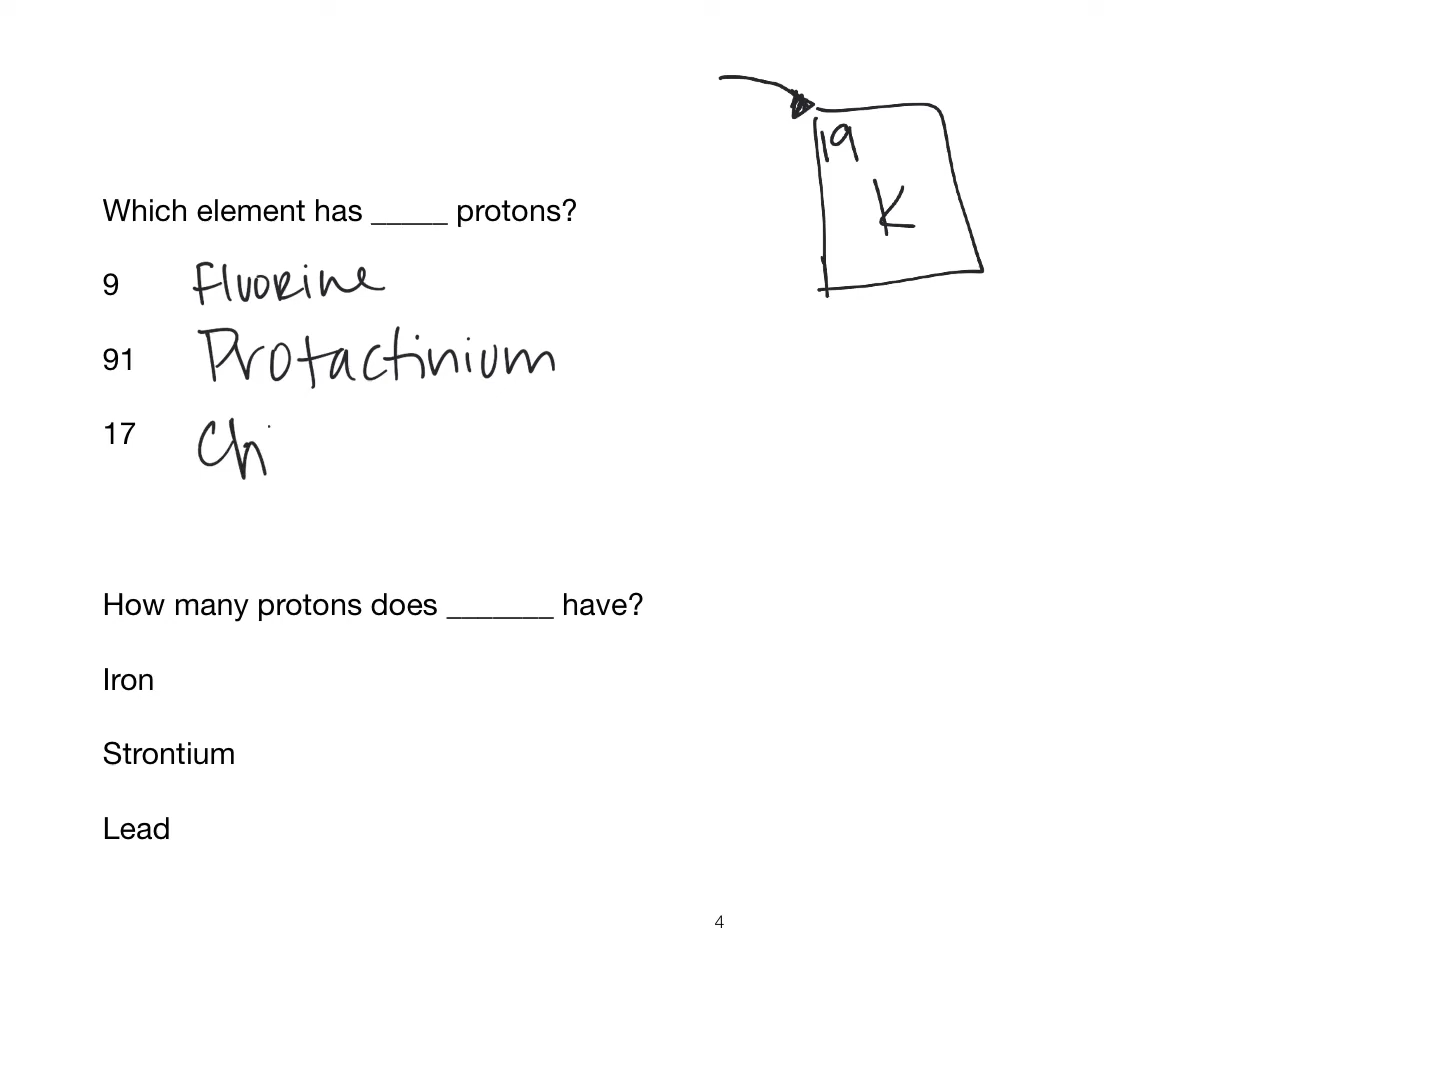 19
K
Which element has _____ protons?
9 Fluorine
91 Protactinium
17 Ch
How many protons does _______ have?
Iron
Strontium
Lead
4